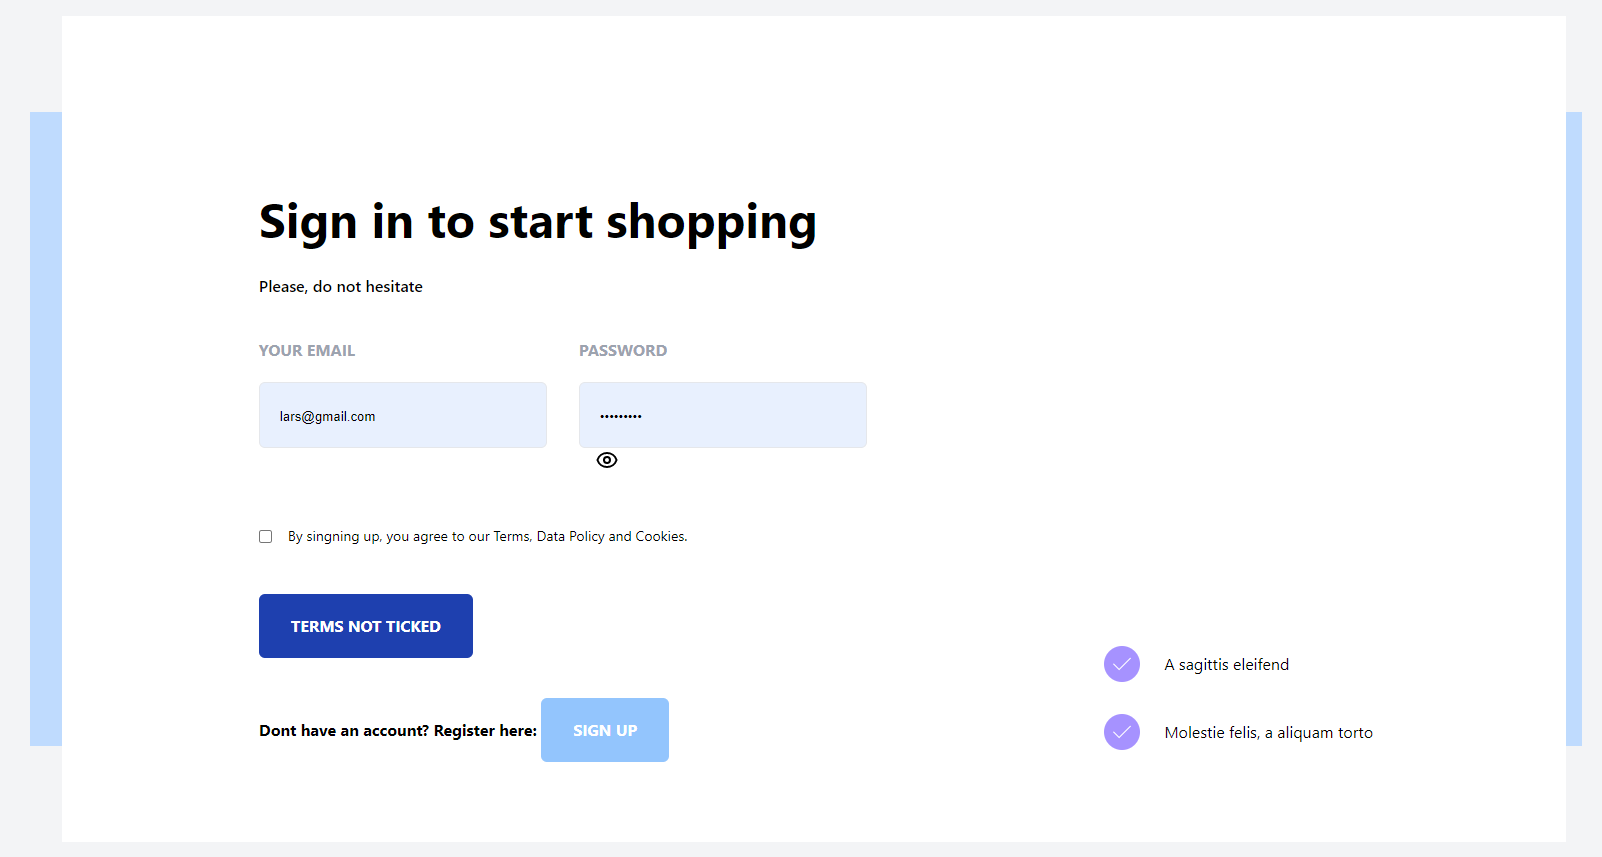 Sign in to start shopping
Please, do not hesitate
YOUR EMAIL
PASSWORD
lars@gmail.com
•••••••••
By singning up, you agree to our Terms, Data Policy and Cookies.
TERMS NOT TICKED
Dont have an account? Register here:
SIGN UP
A sagittis eleifend
Molestie felis, a aliquam torto